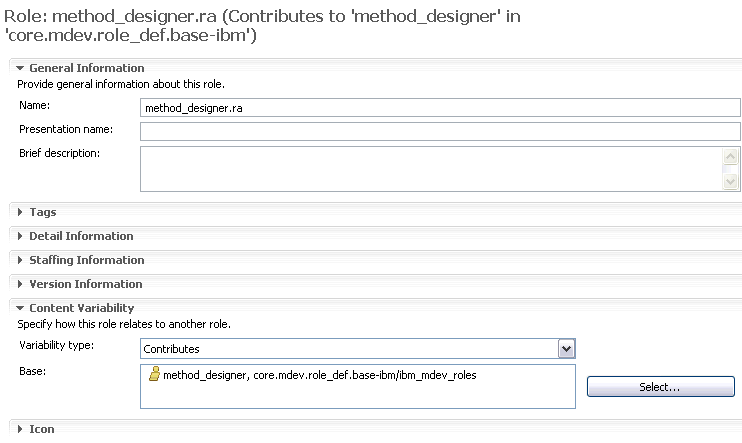 Role: method_designer.ra (Contributes to 'method_designer' in
'core.mdev.role_def.base-ibm')
General Information
Provide general information about this role.
Name: method_designer.ra
Presentation name:
Brief description:
Tags
Detail Information
Staffing Information
Version Information
Content Variability
Specify how this role relates to another role.
Variability type: Contributes
Base: method_designer, core.mdev.role_def.base-ibm/ibm_mdev_roles
Select...
Icon